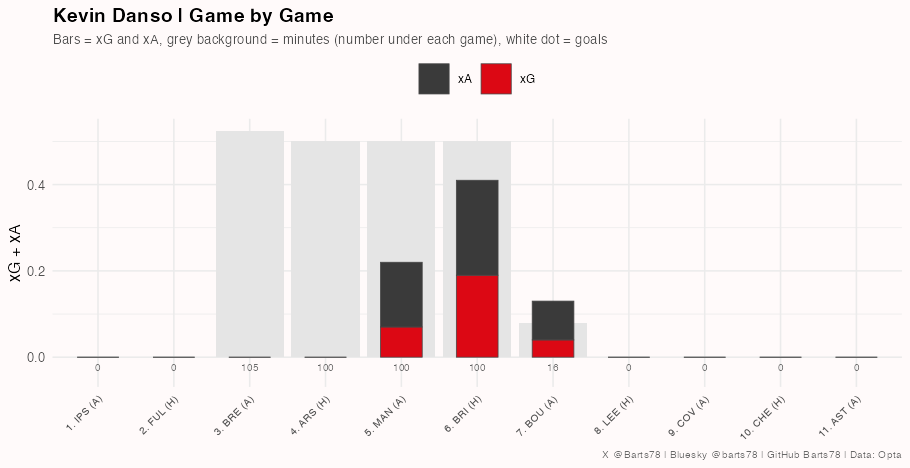 Kevin Danso | Game by Game
Bars = xG and xA, grey background = minutes (number under each game), white dot = goals
xA xG
xG + xA
0.4
0.2
0.0
0 0 105 100 100 100 16 0 0 0 0
1. IPS (A) 2. FUL (H) 3. BRE (A) 4. ARS (H) 5. MAN (A) 6. BRI (H) 7. BOU (A) 8. LEE (H) 9. COV (A) 10. CHE (H) 11. AST (A)
X @Barts78 | Bluesky @barts78 | GitHub Barts78 | Data: Opta